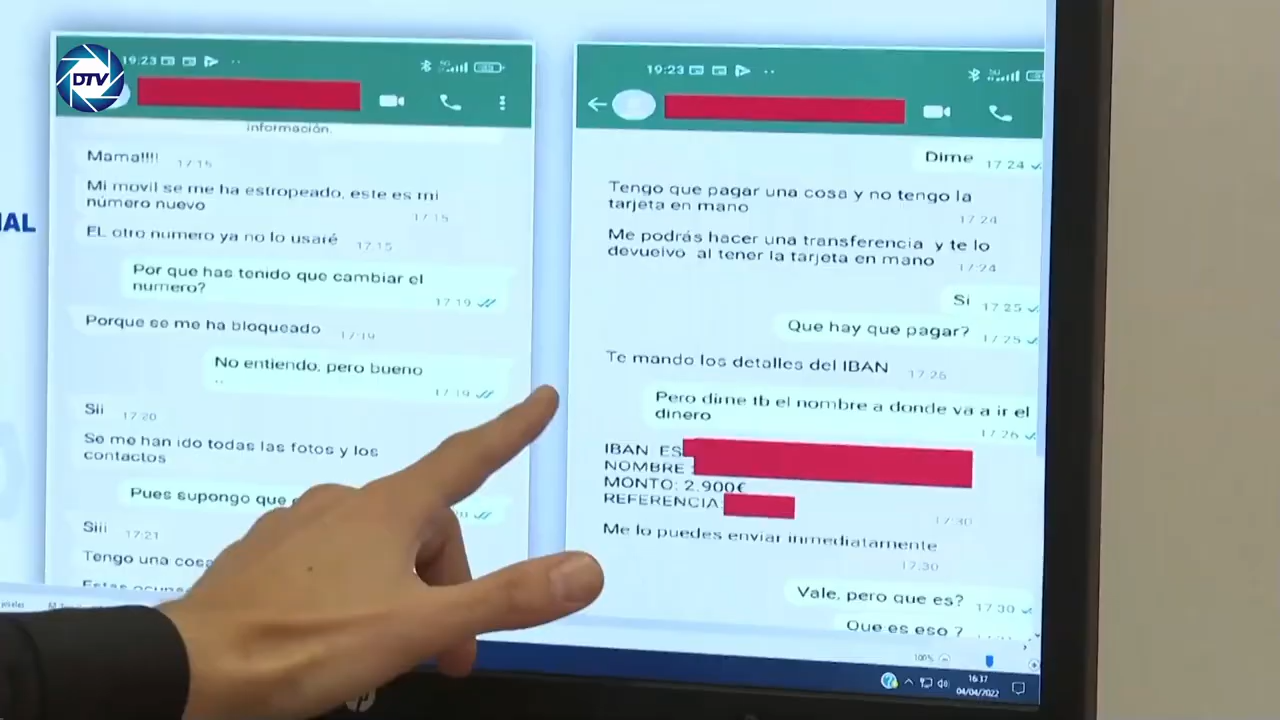 DTV
IAL
19:23
información.
Mama!!!! 17:15
Mi movil se me ha estropeado, este es mi
número nuevo 17:15
EL otro numero ya no lo usaré 17:15
Por que has tenido que cambiar el
numero?
17:19
Porque se me ha bloqueado 17:19
No entiendo, pero bueno
..
17:19
Sii 17:20
Se me han ido todas las fotos y los
contactos
Pues supongo que
Siii 17:21
Tengo una cosa
19:23
Dime 17:24
Tengo que pagar una cosa y no tengo la
tarjeta en mano 17:24
Me podrás hacer una transferencia y te lo
devuelvo al tener la tarjeta en mano 17:24
Si 17:25
Que hay que pagar? 17:25
Te mando los detalles del IBAN 17:26
Pero dime tb el nombre a donde va a ir el
dinero
17:26
IBAN ES
NOMBRE :
MONTO: 2.900€
REFERENCIA
17:30
Me lo puedes enviar inmediatamente
17:30
Vale, pero que es? 17:30
Que es eso ?
100%
16:37
04/04/2022
hp